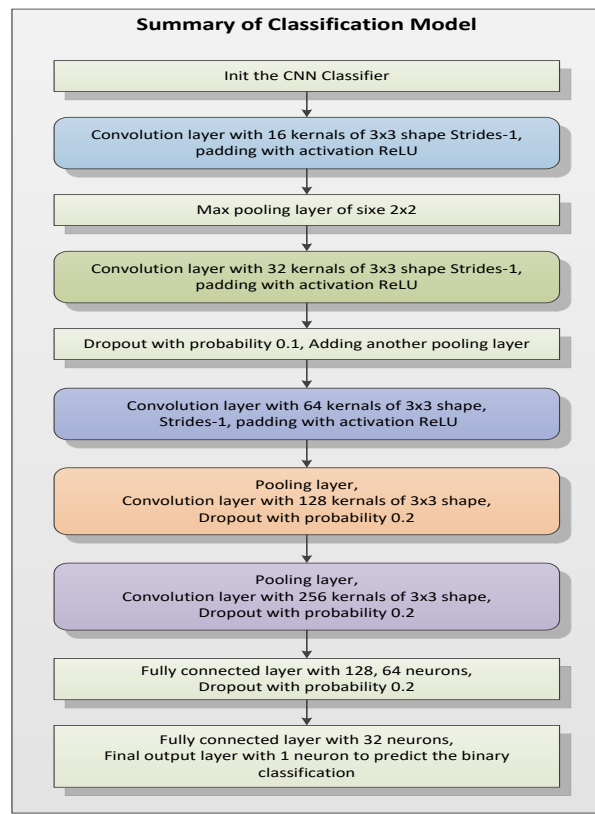 Summary of Classification Model
Init the CNN Classifier
Convolution layer with 16 kernals of 3x3 shape Strides-1,
padding with activation ReLU
Max pooling layer of sixe 2x2
Convolution layer with 32 kernals of 3x3 shape Strides-1,
padding with activation ReLU
Dropout with probability 0.1, Adding another pooling layer
Convolution layer with 64 kernals of 3x3 shape,
Strides-1, padding with activation ReLU
Pooling layer,
Convolution layer with 128 kernals of 3x3 shape,
Dropout with probability 0.2
Pooling layer,
Convolution layer with 256 kernals of 3x3 shape,
Dropout with probability 0.2
Fully connected layer with 128, 64 neurons,
Dropout with probability 0.2
Fully connected layer with 32 neurons,
Final output layer with 1 neuron to predict the binary
classification